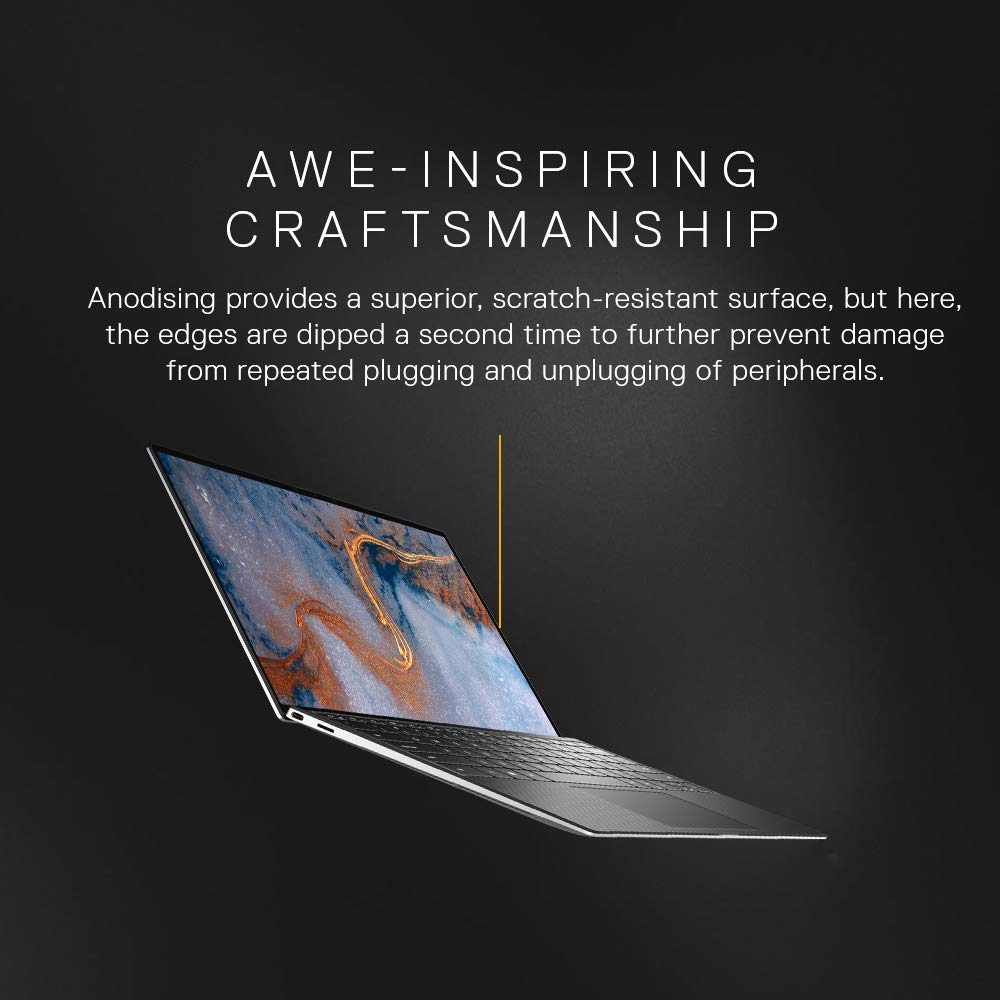 AWE-INSPIRING
CRAFTSMANSHIP
Anodising provides a superior, scratch-resistant surface, but here,
the edges are dipped a second time to further prevent damage
from repeated plugging and unplugging of peripherals.